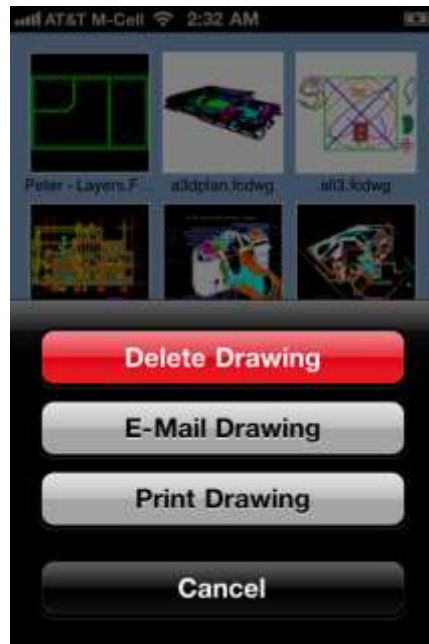 AT&T M-Cell 2:32 AM
Peter - Layers.F...
a3dplan.fcdwg
all3.fcdwg
Delete Drawing
E-Mail Drawing
Print Drawing
Cancel